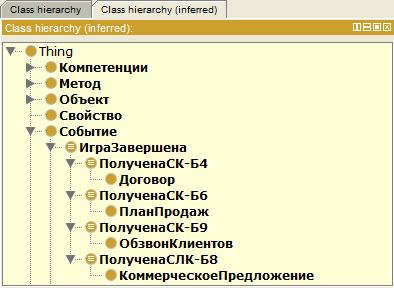 Class hierarchy
Class hierarchy (inferred)
Class hierarchy (inferred):
Thing
Компетенции
Метод
Объект
Свойство
Событие
ИграЗавершена
ПолученаСК-Б4
Договор
ПолученаСК-Б6
ПланПродаж
ПолученаСК-Б9
ОбзвонКлиентов
ПолученаСЛК-Б8
КоммерческоеПредложение